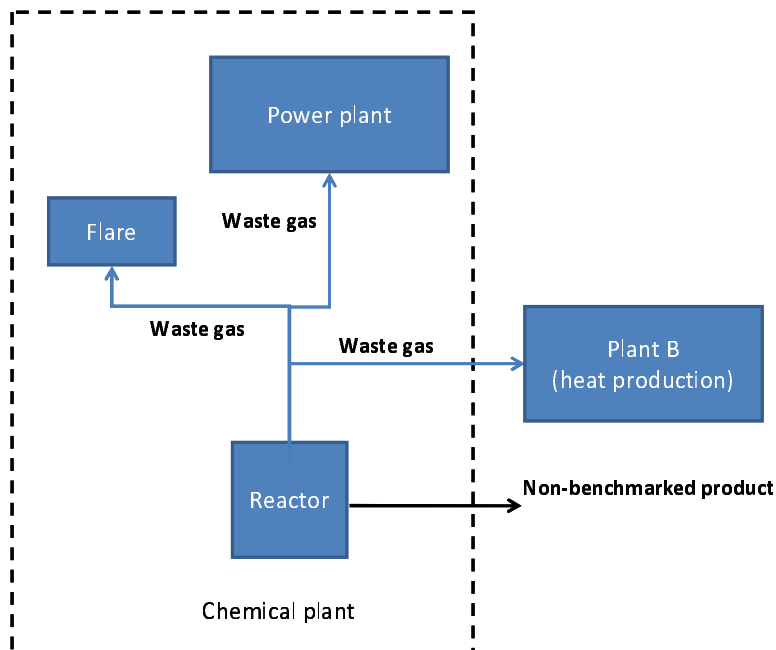 Power plant
Waste gas
Flare
Waste gas
Waste gas
Plant B
(heat production)
Reactor
Non-benchmarked product
Chemical plant